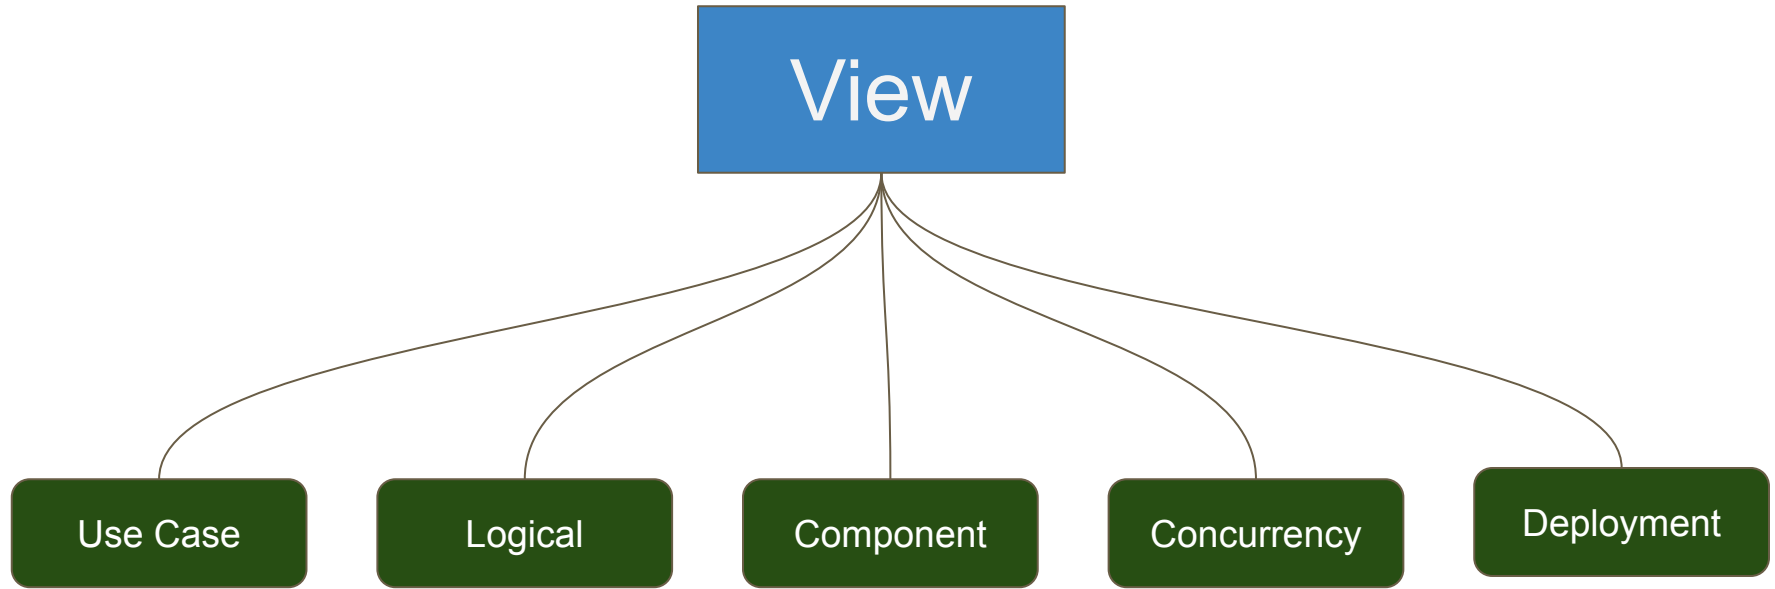 View
Use Case
Logical
Component
Concurrency
Deployment